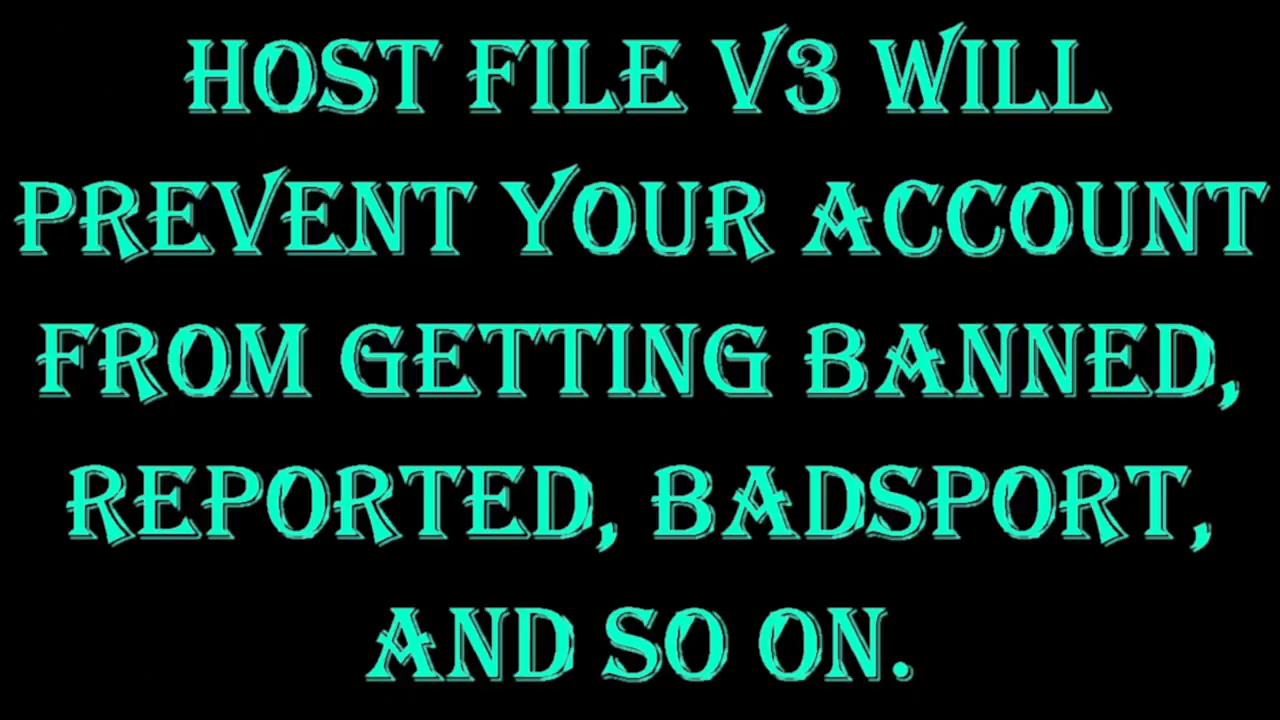 HOST FILE V3 WILL
PREVENT YOUR ACCOUNT
FROM GETTING BANNED,
REPORTED, BADSPORT,
AND SO ON.